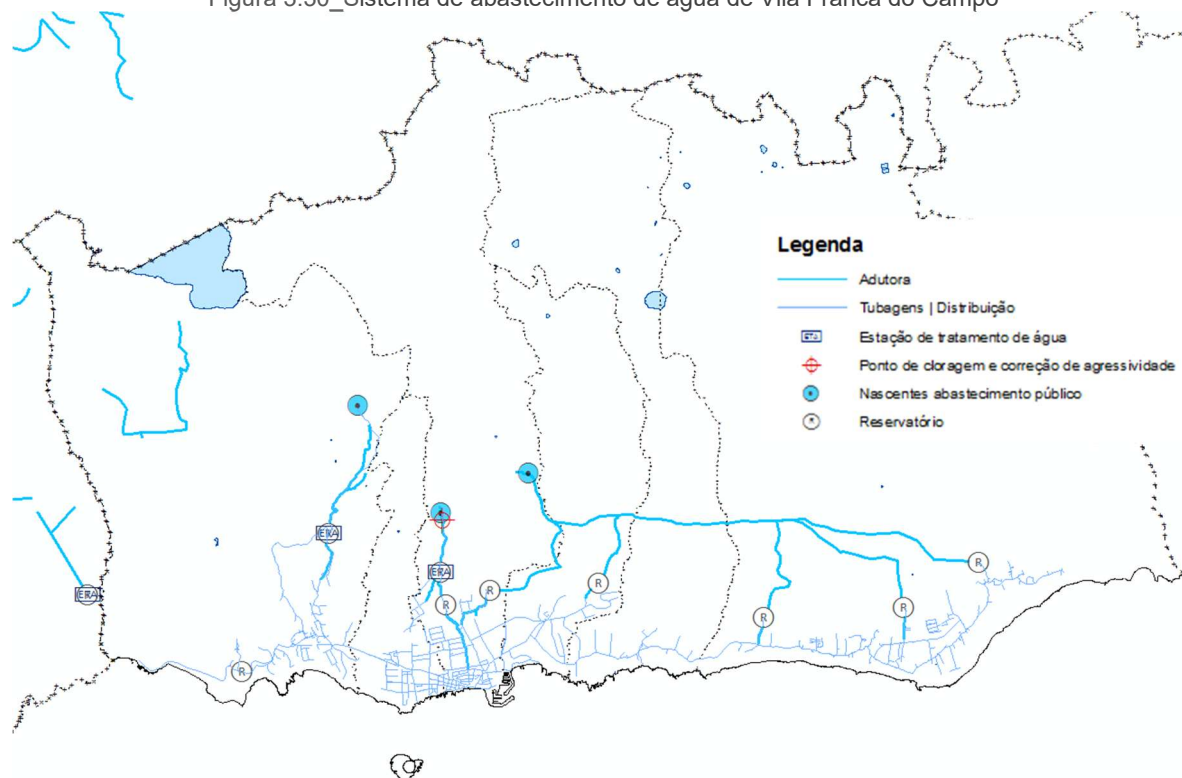 Figura 3.30_Sistema de abastecimento de água de Vila Franca do Campo
Legenda
Adutora
Tubagens | Distribuição
ETA
Estação de tratamento de água
Ponto de cloragem e correção de agressividade
Nascentes abastecimento público
R
Reservatório
ETA
ETA
ETA
R
R
R
R
R
R
R